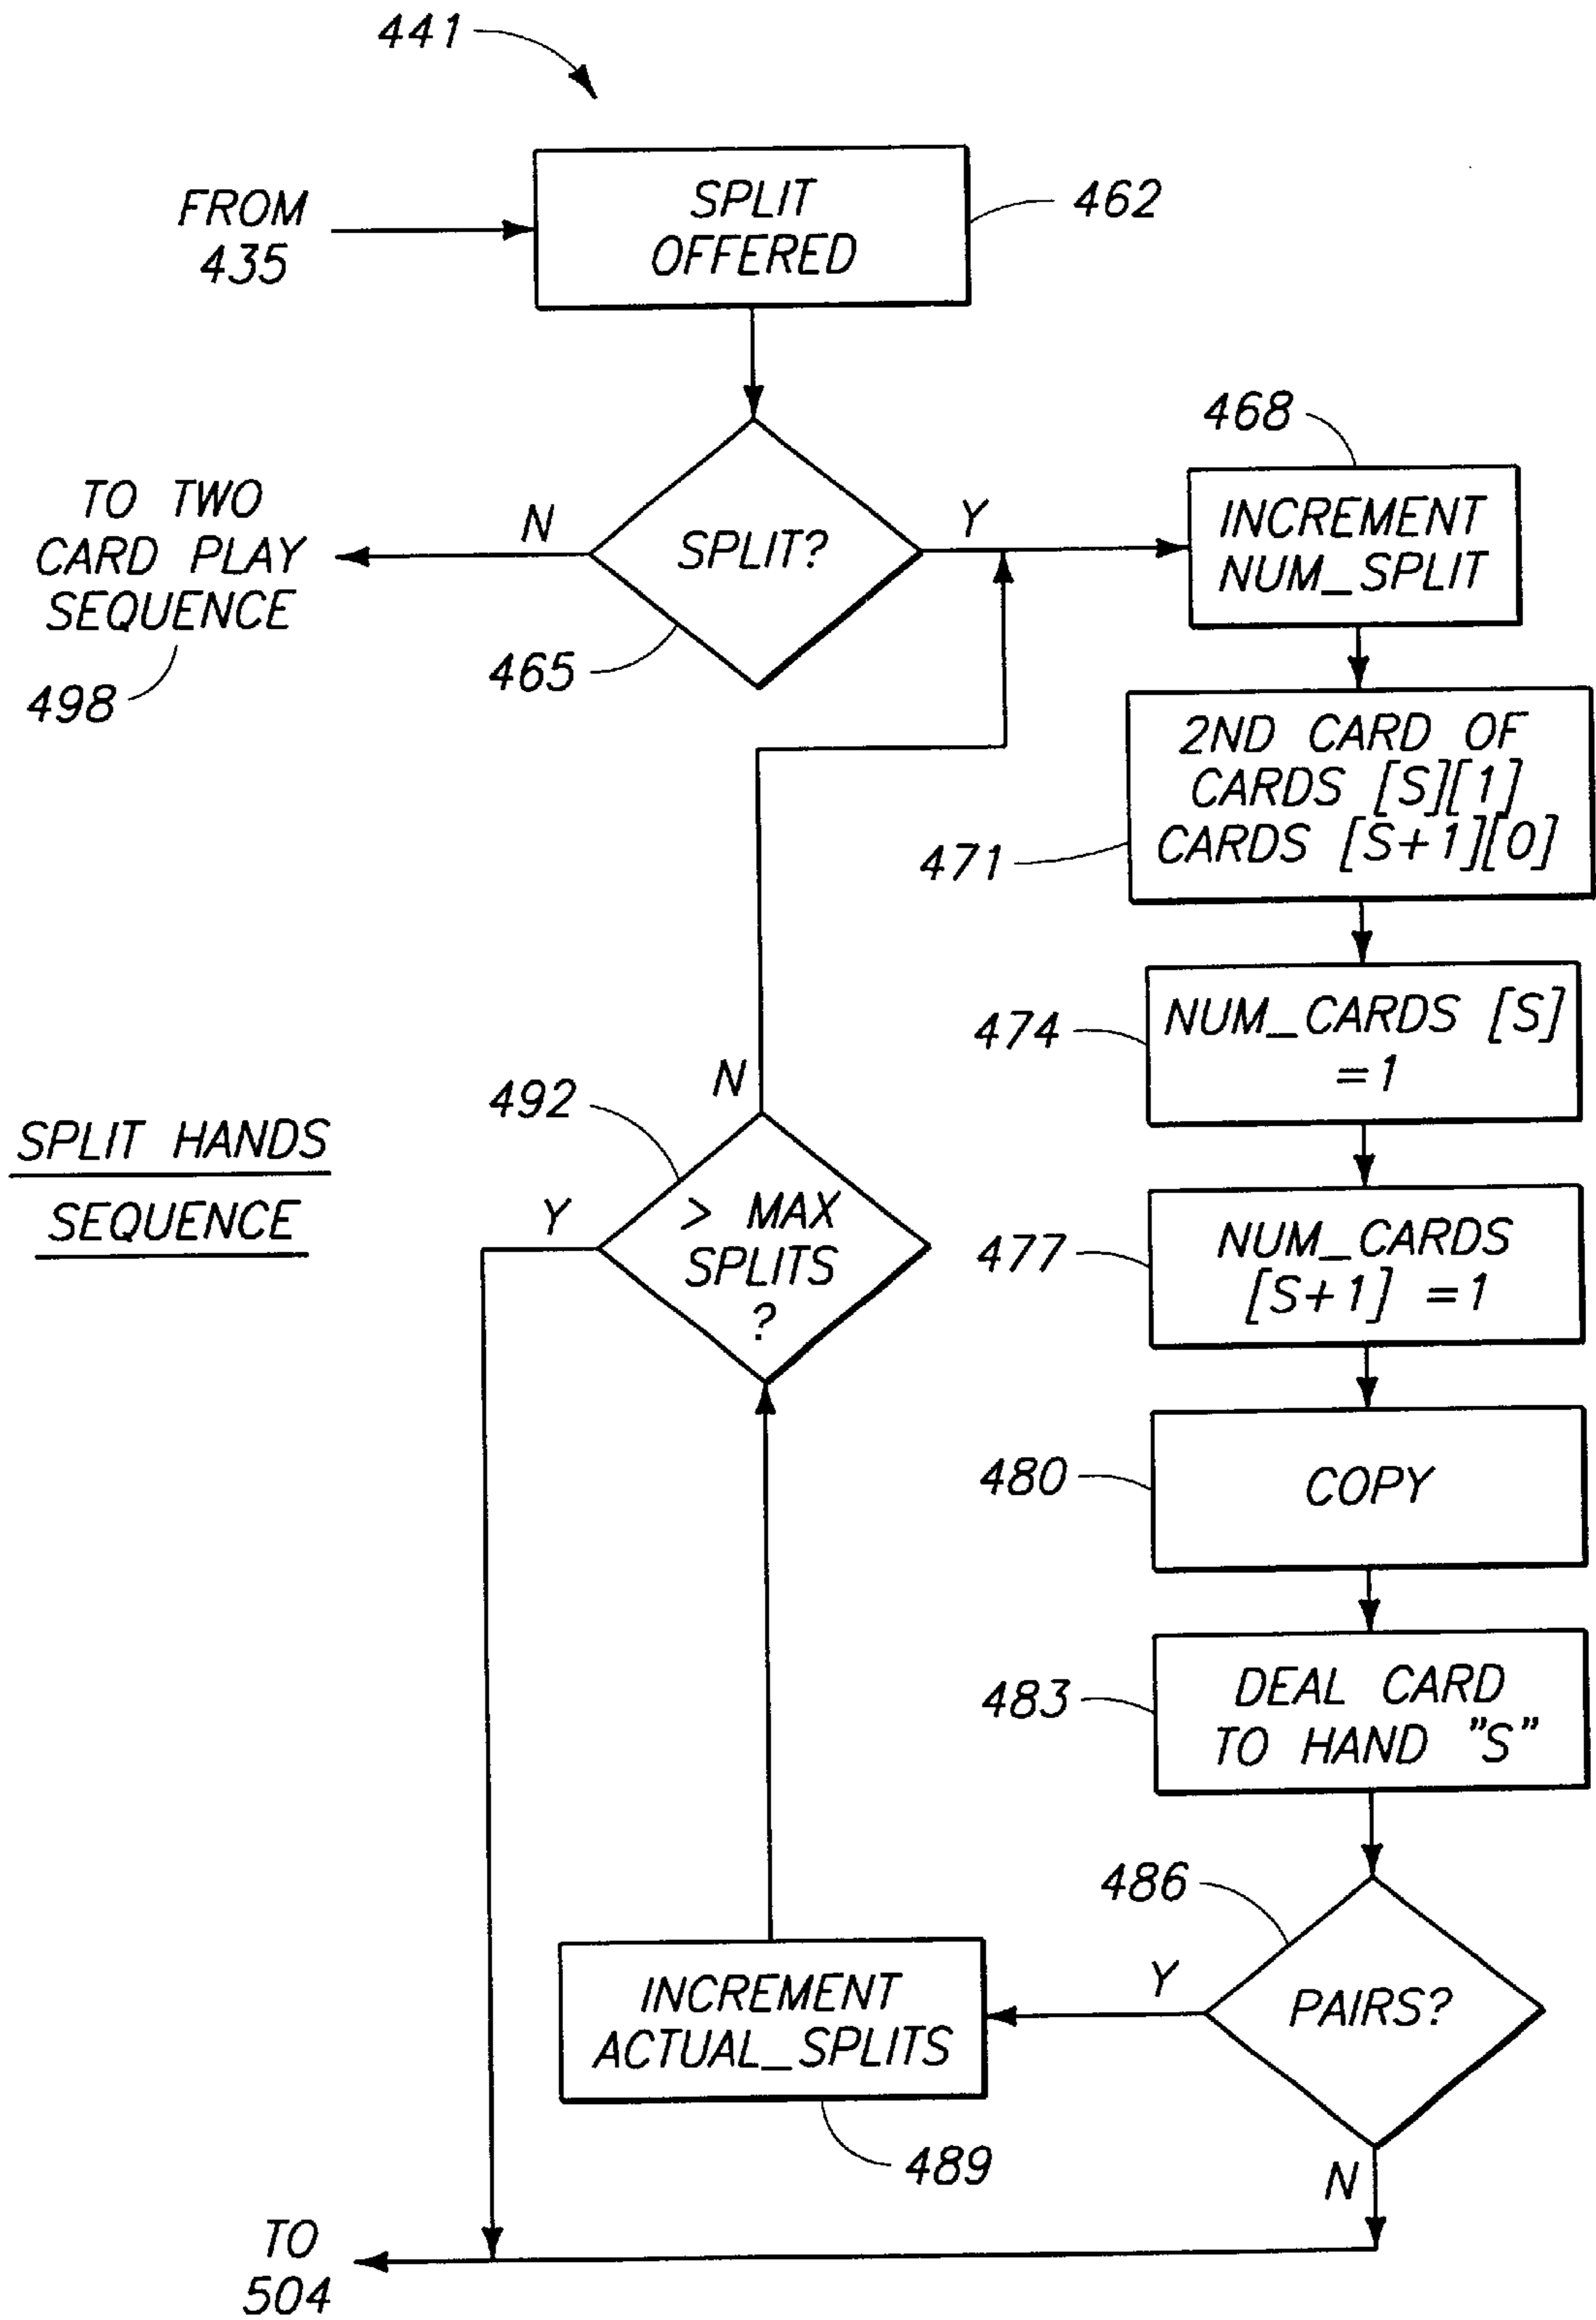 441
FROM
435
SPLIT
OFFERED
462
468
TO TWO
CARD PLAY
SEQUENCE
498
N
SPLIT?
Y
465
INCREMENT
NUM_SPLIT
2ND CARD OF
CARDS [S][1]
CARDS [S+1][0]
471
NUM_CARDS [S]
=1
474
SPLIT HANDS
SEQUENCE
492
N
Y
> MAX
SPLITS
?
NUM_CARDS
[S+1] =1
477
COPY
480
DEAL CARD
TO HAND "S"
483
486
PAIRS?
Y
N
INCREMENT
ACTUAL_SPLITS
489
TO
504